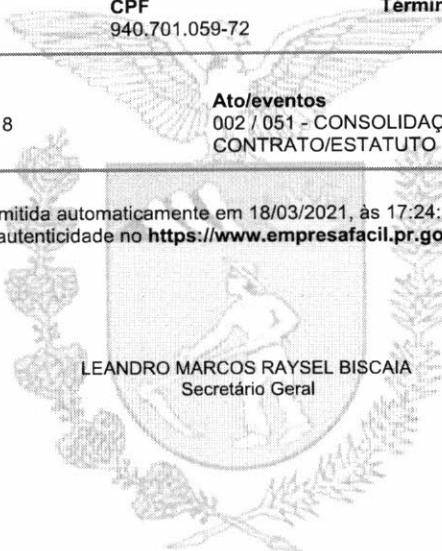 CPF Términ
940.701.059-72
Ato/eventos
8 002 / 051 - CONSOLIDAÇ
CONTRATO/ESTATUTO
mitida automaticamente em 18/03/2021, às 17:24:
autenticidade no https://www.empresafacil.pr.go
LEANDRO MARCOS RAYSEL BISCAIA
Secretário Geral